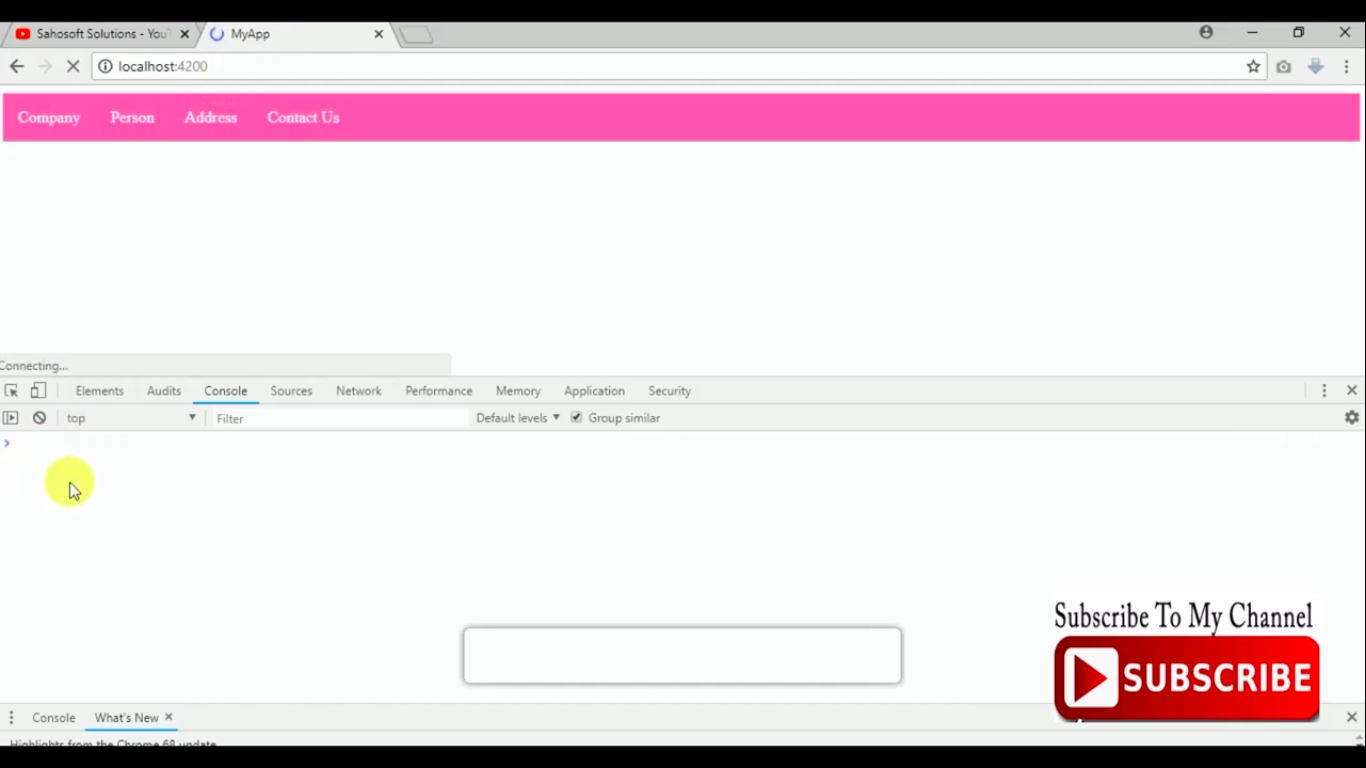 Sahosoft Solutions - You
MyApp
localhost:4200
Company Person Address Contact Us
Connecting...
Elements Audits Console Sources Network Performance Memory Application Security
top Filter Default levels Group similar
Subscribe To My Channel
SUBSCRIBE
Console What's New
Highlights from the Chrome 68 update